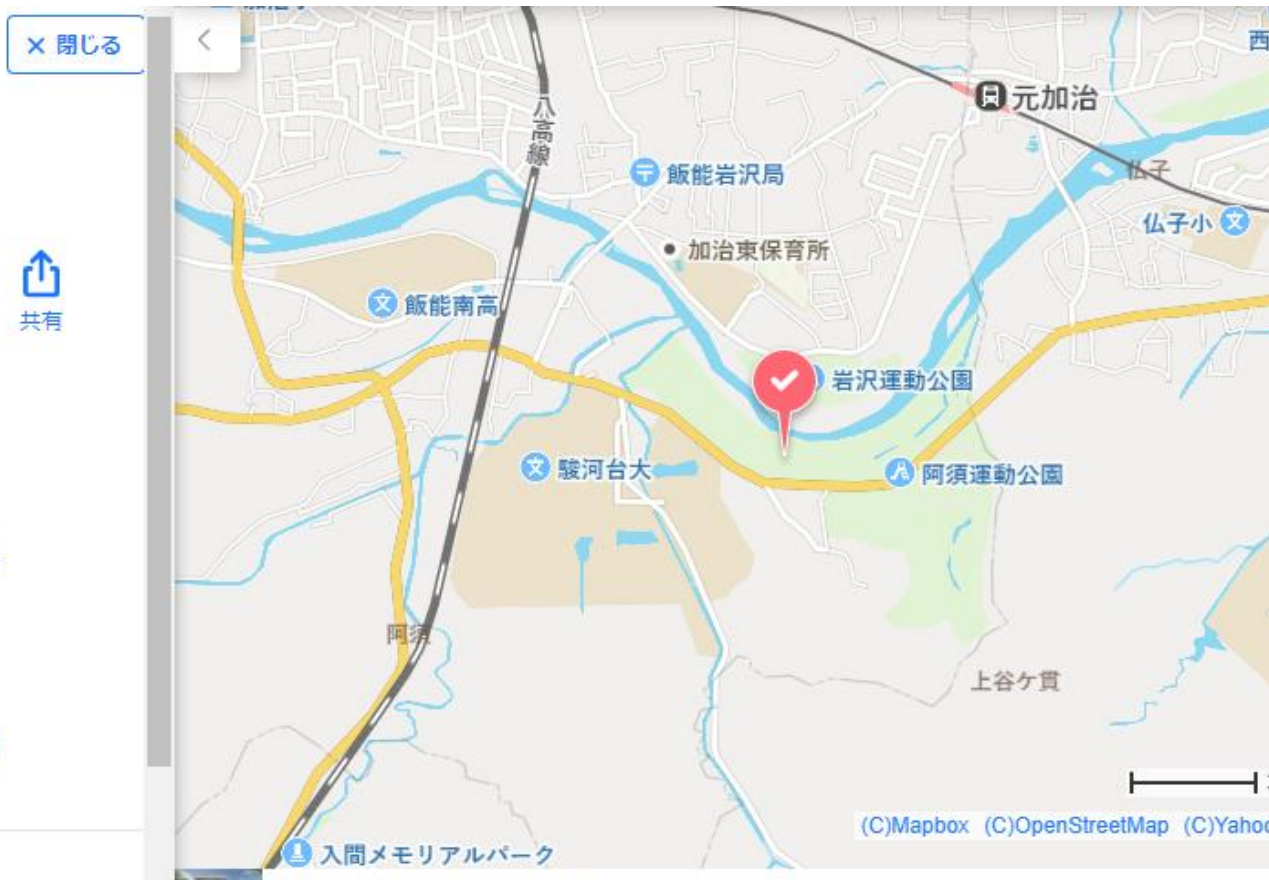 × 閉じる
共有
八高線
元加治
飯能岩沢局
仏子
仏子小
加治東保育所
飯能南高
岩沢運動公園
駿河台大
阿須運動公園
阿須
上谷ケ貫
(C)Mapbox (C)OpenStreetMap (C)Yahoo
入間メモリアルパーク